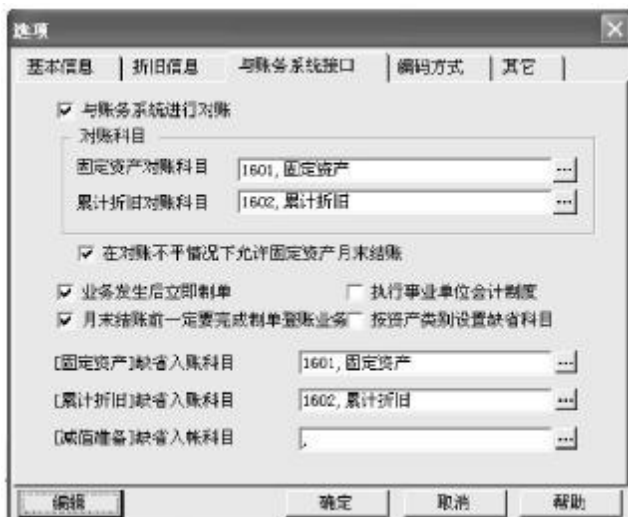 选项
基本信息 折旧信息 与账务系统接口 编码方式 其它
与账务系统进行对账
对账科目
固定资产对账科目 1601,固定资产
累计折旧对账科目 1602,累计折旧
在对账不平情况下允许固定资产月末结账
业务发生后立即制单 执行事业单位会计制度
月末结账前一定要完成制单登账业务 按资产类别设置缺省科目
[固定资产]缺省入账科目 1601,固定资产
[累计折旧]缺省入账科目 1602,累计折旧
[减值准备]缺省入帐科目 ,
编辑 确定 取消 帮助